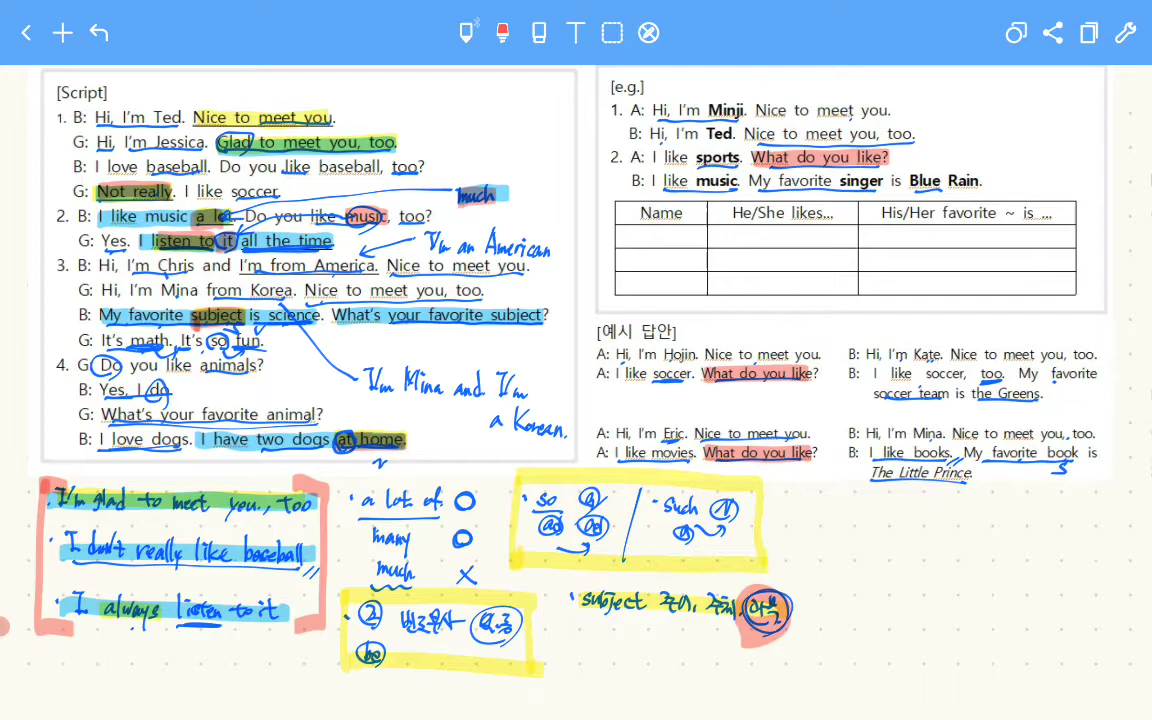 [Script]
1. B: Hi, I'm Ted. Nice to meet you.
G: Hi, I'm Jessica. Glad to meet you, too.
B: I love baseball. Do you like baseball, too?
G: Not really. I like soccer.
much
2. B: I like music a lot. Do you like music, too?
G: Yes. I listen to it all the time.
I'm an American
3. B: Hi, I'm Chris and I'm from America. Nice to meet you.
G: Hi, I'm Mina from Korea. Nice to meet you, too.
B: My favorite subject is science. What's your favorite subject?
G: It's math. It's so fun.
4. G: Do you like animals?
B: Yes, I do.
I'm Mina and I'm
a Korean.
G: What's your favorite animal?
B: I love dogs. I have two dogs at home.
I'm glad to meet you, too
I don't really like baseball
I always listen to it
a lot of O
many O
much X
be
so
such
subject 주어, 주제
[e.g.]
1. A: Hi, I'm Minji. Nice to meet you.
B: Hi, I'm Ted. Nice to meet you, too.
2. A: I like sports. What do you like?
B: I like music. My favorite singer is Blue Rain.
Name He/She likes... His/Her favorite ~ is ...
[예시 답안]
A: Hi, I'm Hojin. Nice to meet you.
A: I like soccer. What do you like?
B: Hi, I'm Kate. Nice to meet you, too.
B: I like soccer, too. My favorite
soccer team is the Greens.
A: Hi, I'm Eric. Nice to meet you.
A: I like movies. What do you like?
B: Hi, I'm Mina. Nice to meet you, too.
B: I like books. My favorite book is
The Little Prince.